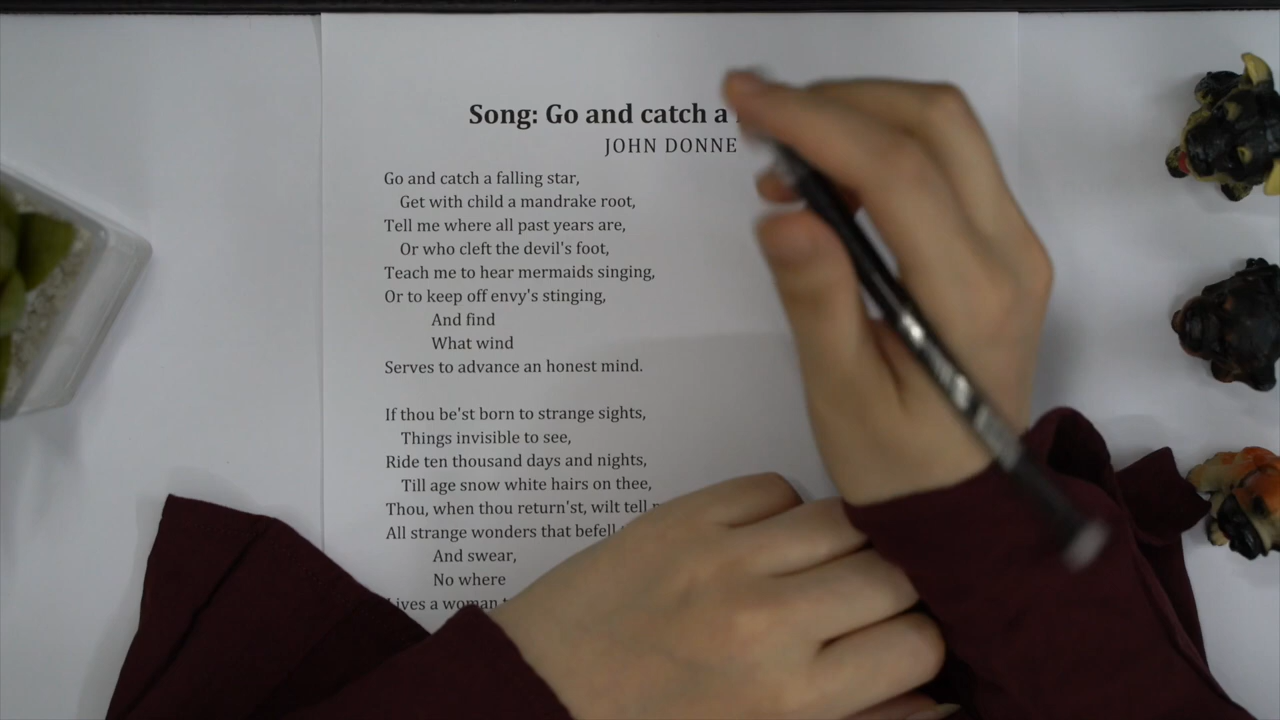 Song: Go and catch a
JOHN DONNE
Go and catch a falling star,
Get with child a mandrake root,
Tell me where all past years are,
Or who cleft the devil's foot,
Teach me to hear mermaids singing,
Or to keep off envy's stinging,
And find
What wind
Serves to advance an honest mind.
If thou be'st born to strange sights,
Things invisible to see,
Ride ten thousand days and nights,
Till age snow white hairs on thee,
Thou, when thou return'st, wilt tell
All strange wonders that befell
And swear,
No where
Lives a woman